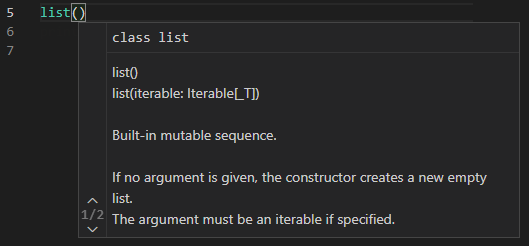 5 list()
6
7
class list
list()
list(iterable: Iterable[_T])
Built-in mutable sequence.
If no argument is given, the constructor creates a new empty
list.
1/2
The argument must be an iterable if specified.